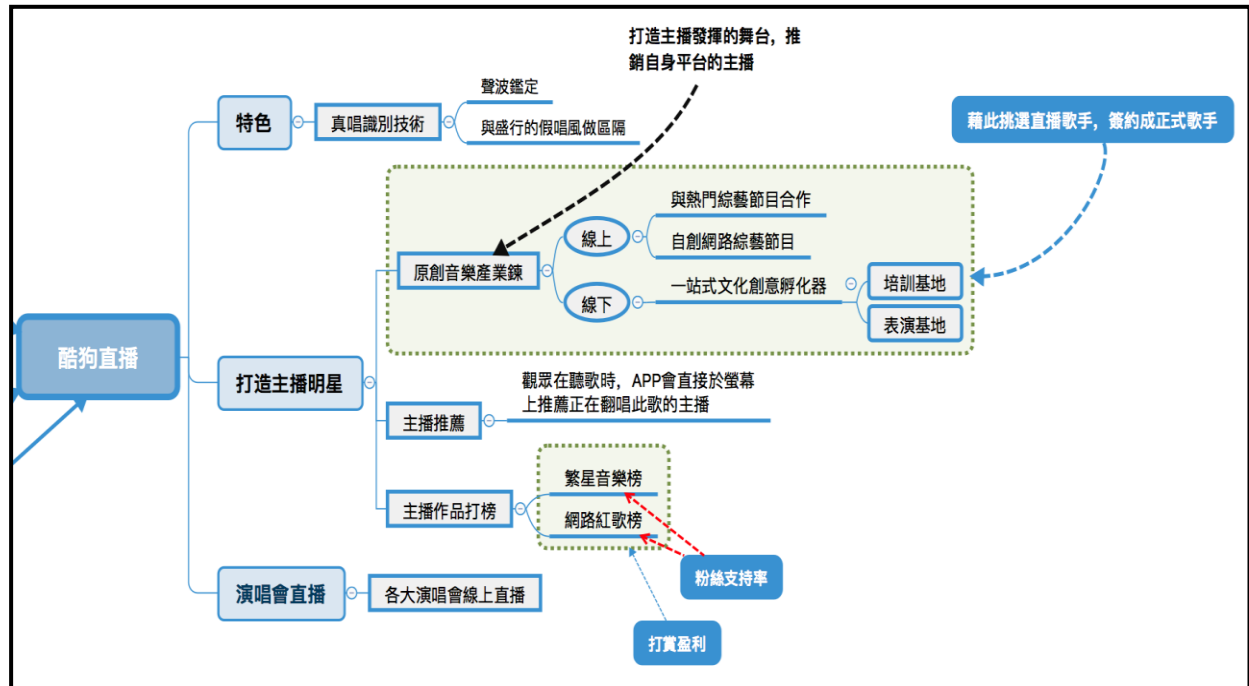 打造主播發揮的舞台，推
銷自身平台的主播
聲波鑑定
特色
真唱識別技術
與盛行的假唱風做區隔
藉此挑選直播歌手，簽約成正式歌手
與熱門綜藝節目合作
線上
自創網路綜藝節目
原創音樂產業鍊
線下
一站式文化創意孵化器
培訓基地
表演基地
酷狗直播
打造主播明星
觀眾在聽歌時，APP會直接於螢幕
上推薦正在翻唱此歌的主播
主播推薦
繁星音樂榜
主播作品打榜
網路紅歌榜
粉絲支持率
演唱會直播
各大演唱會線上直播
打賞盈利